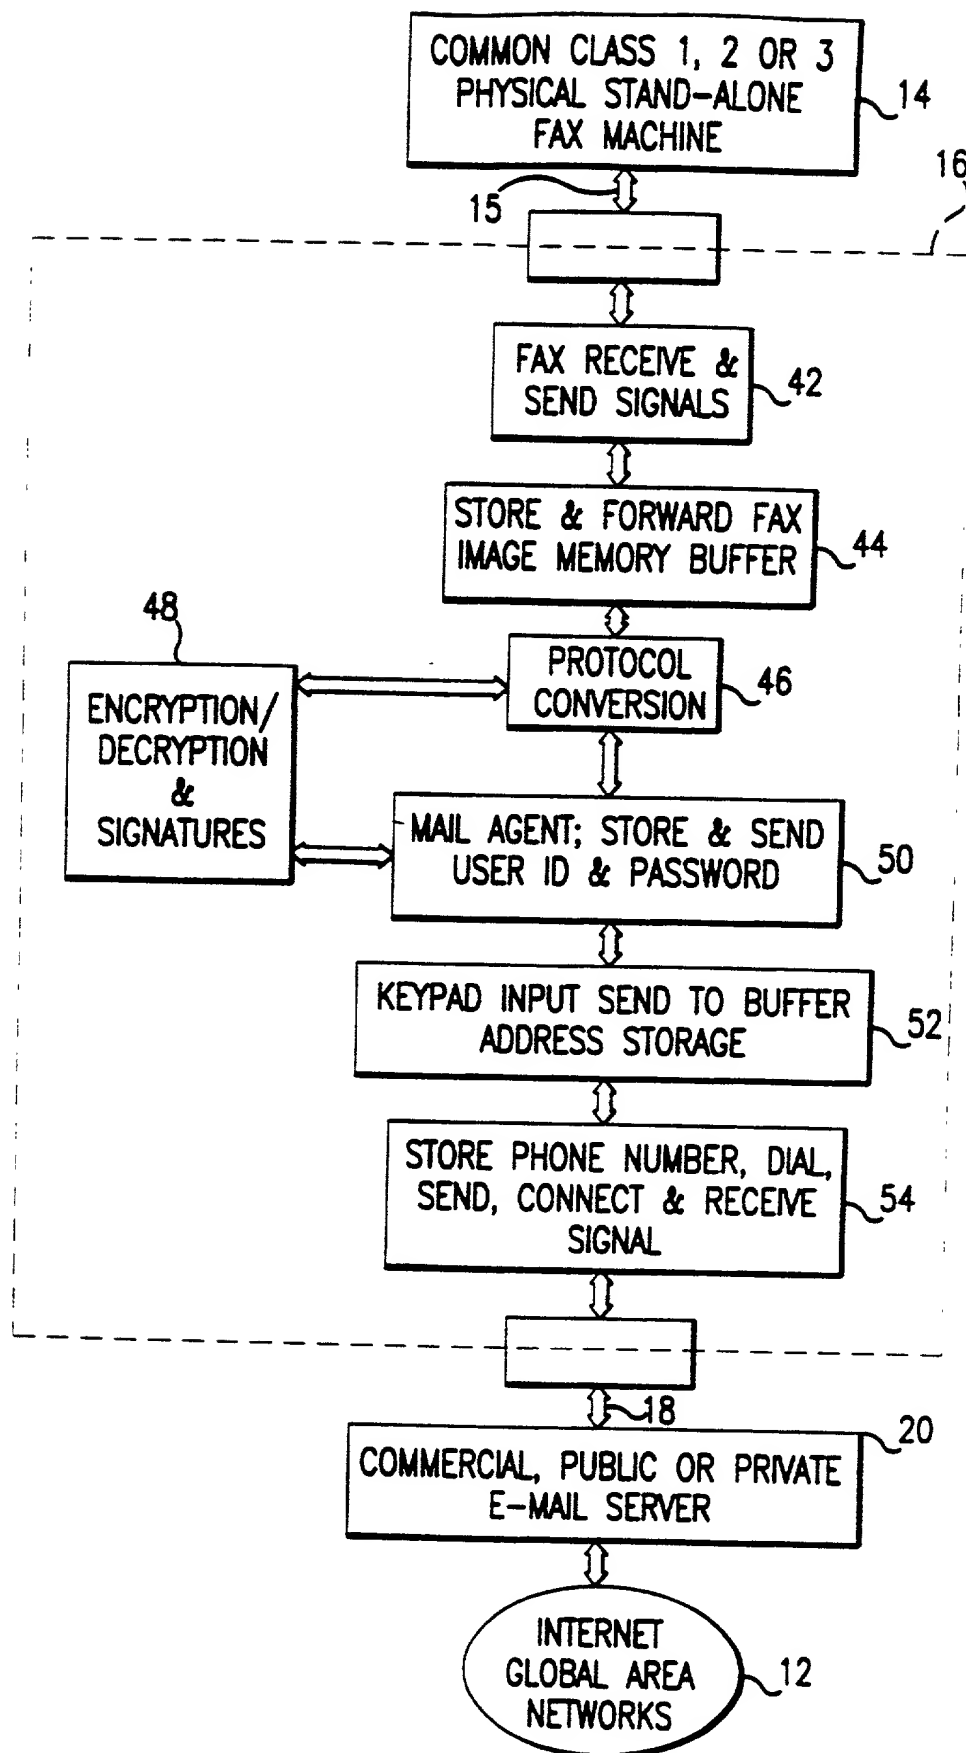 COMMON CLASS 1, 2 OR 3
PHYSICAL STAND-ALONE
FAX MACHINE
14
15
16
FAX RECEIVE &
SEND SIGNALS
42
STORE & FORWARD FAX
IMAGE MEMORY BUFFER
44
48
ENCRYPTION/
DECRYPTION
&
SIGNATURES
PROTOCOL
CONVERSION
46
MAIL AGENT; STORE & SEND
USER ID & PASSWORD
50
KEYPAD INPUT SEND TO BUFFER
ADDRESS STORAGE
52
STORE PHONE NUMBER, DIAL,
SEND, CONNECT & RECEIVE
SIGNAL
54
18
20
COMMERCIAL, PUBLIC OR PRIVATE
E-MAIL SERVER
INTERNET
GLOBAL AREA
NETWORKS
12